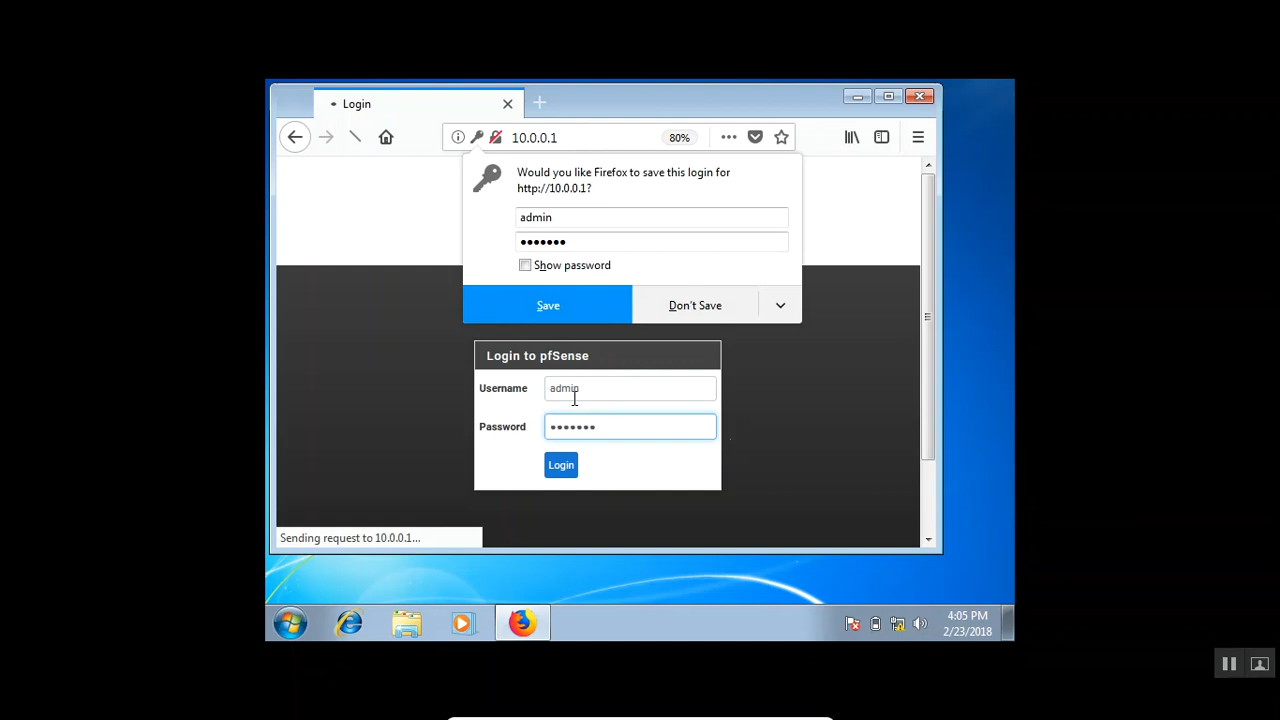 Login
10.0.0.1
80%
Would you like Firefox to save this login for
http://10.0.0.1?
admin
•••••••
Show password
Save
Don't Save
Login to pfSense
Username
admin
Password
•••••••
Login
Sending request to 10.0.0.1...
4:05 PM
2/23/2018